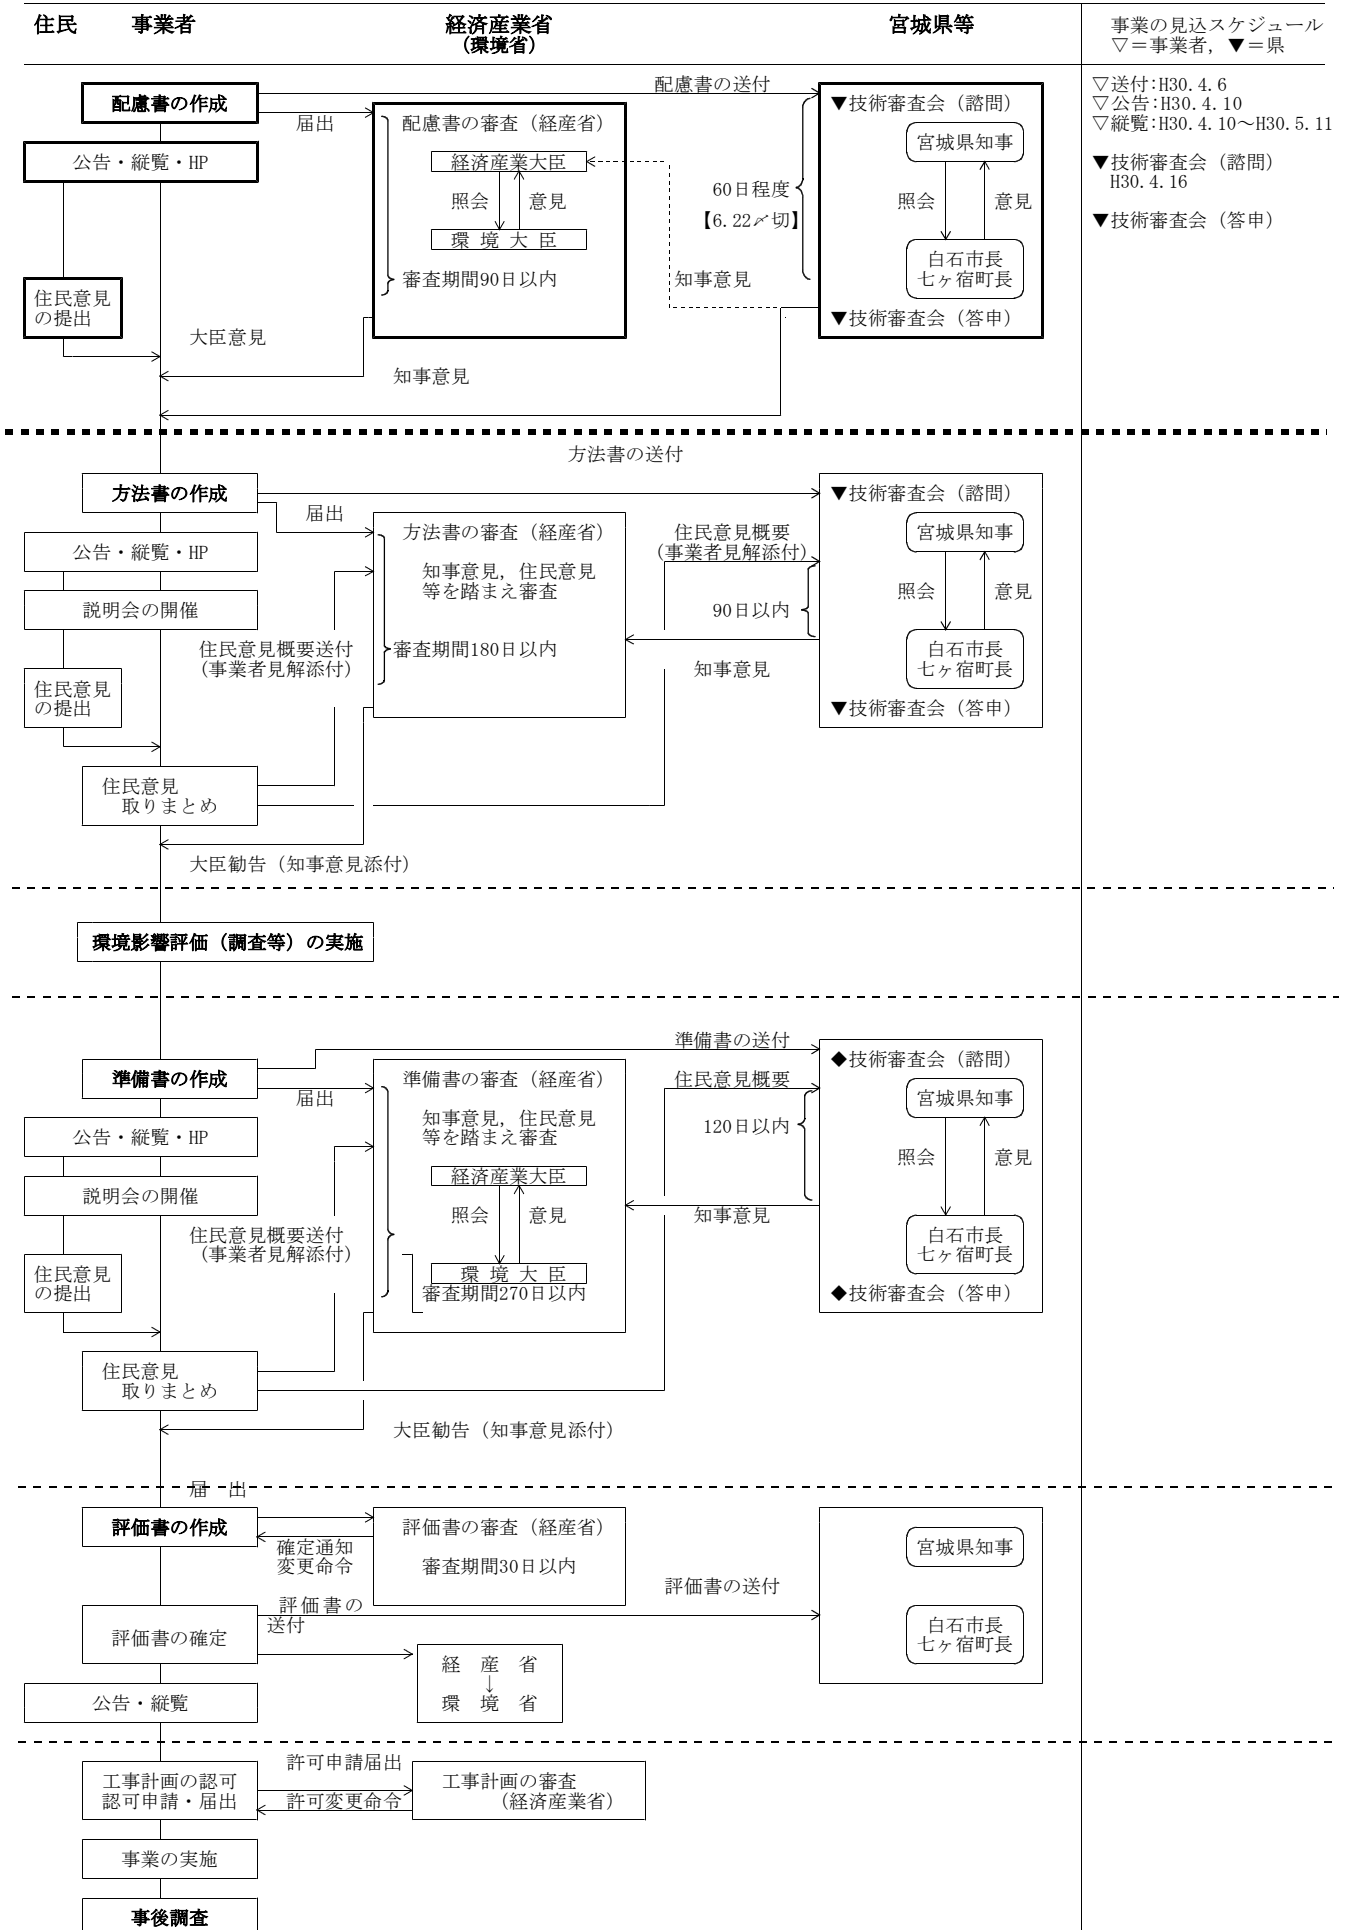 住民
事業者
経済産業省
(環境省)
宮城県等
事業の見込スケジュール
▽＝事業者，▼＝県
配慮書の作成
届出
配慮書の送付
配慮書の審査（経産省）
経済産業大臣
照会
意見
環 境 大 臣
審査期間90日以内
公告・縦覧・HP
住民意見
の提出
大臣意見
知事意見
知事意見
60日程度
【6.22〆切】
▼技術審査会（諮問）
宮城県知事
照会
意見
白石市長
七ヶ宿町長
▼技術審査会（答申）
▽送付:H30.4.6
▽公告:H30.4.10
▽縦覧:H30.4.10～H30.5.11
▼技術審査会（諮問）
H30.4.16
▼技術審査会（答申）
方法書の送付
方法書の作成
届出
公告・縦覧・HP
説明会の開催
住民意見
の提出
住民意見概要送付
(事業者見解添付)
住民意見
取りまとめ
大臣勧告（知事意見添付）
方法書の審査（経産省）
知事意見，住民意見
等を踏まえ審査
審査期間180日以内
住民意見概要
(事業者見解添付)
90日以内
知事意見
▼技術審査会（諮問）
宮城県知事
照会
意見
白石市長
七ヶ宿町長
▼技術審査会（答申）
環境影響評価（調査等）の実施
準備書の送付
準備書の作成
届出
公告・縦覧・HP
説明会の開催
住民意見
の提出
住民意見概要送付
（事業者見解添付）
住民意見
取りまとめ
大臣勧告（知事意見添付）
準備書の審査（経産省）
知事意見，住民意見
等を踏まえ審査
経済産業大臣
照会
意見
環 境 大 臣
審査期間270日以内
住民意見概要
120日以内
知事意見
◆技術審査会（諮問）
宮城県知事
照会
意見
白石市長
七ヶ宿町長
◆技術審査会（答申）
届 出
評価書の作成
確定通知
変更命令
評価書の審査（経産省）
審査期間30日以内
評価書の送付
宮城県知事
白石市長
七ヶ宿町長
評価書の
送付
評価書の確定
経 産 省
↓
環 境 省
公告・縦覧
許可申請届出
工事計画の認可
認可申請・届出
許可変更命令
工事計画の審査
（経済産業省）
事業の実施
事後調査